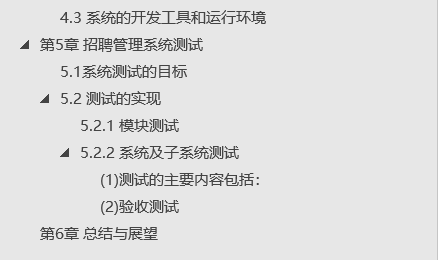 4.3 系统的开发工具和运行环境
第5章 招聘管理系统测试
5.1系统测试的目标
5.2 测试的实现
5.2.1 模块测试
5.2.2 系统及子系统测试
(1)测试的主要内容包括：
(2)验收测试
第6章 总结与展望